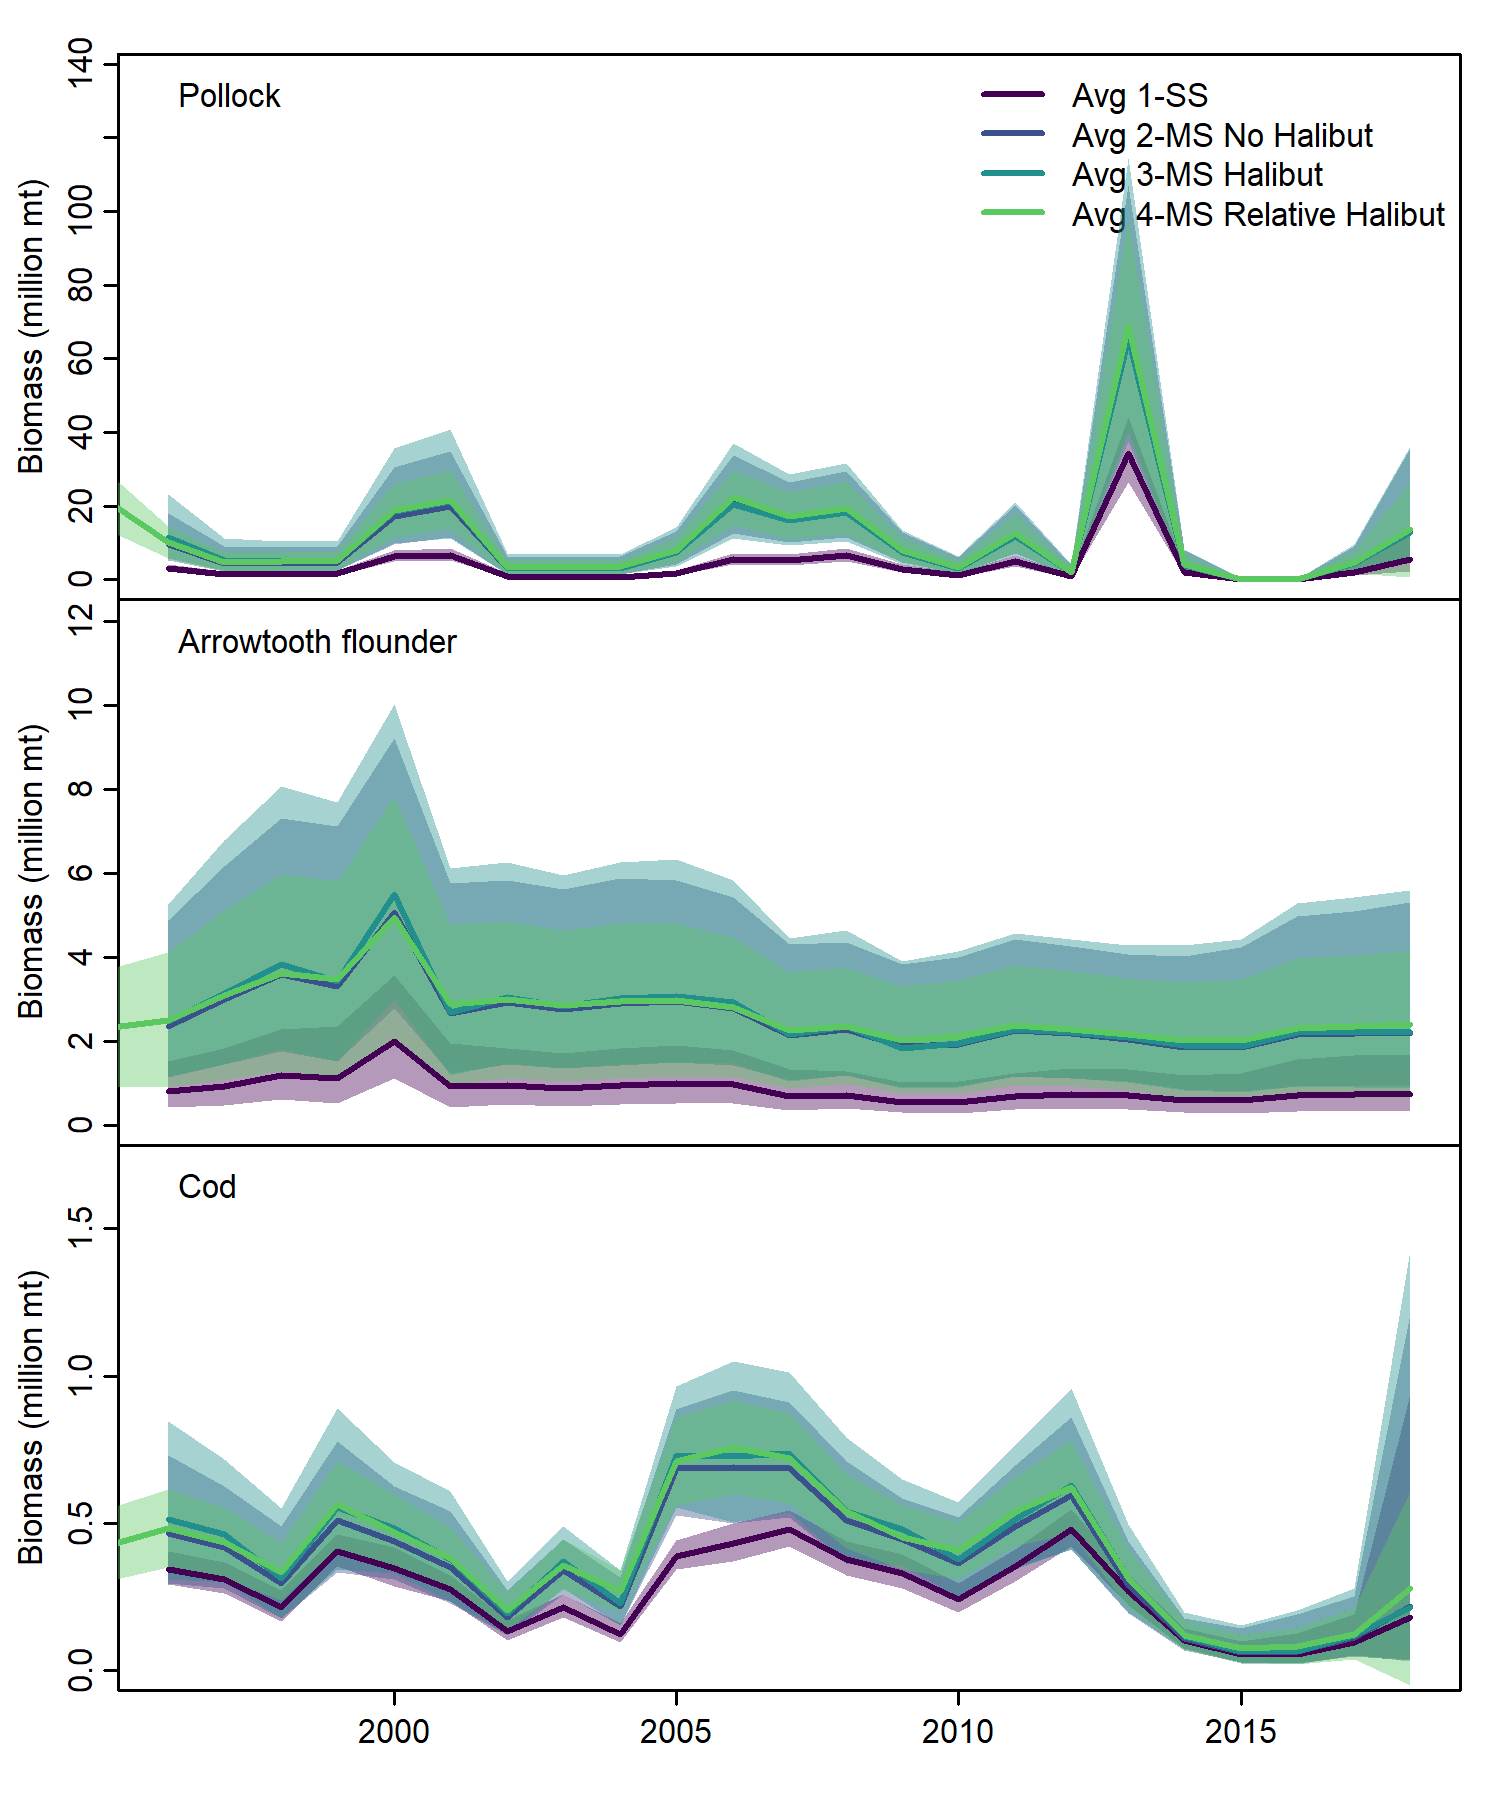 Pollock
Avg 1-SS
Avg 2-MS No Halibut
Avg 3-MS Halibut
Avg 4-MS Relative Halibut
Biomass (million mt)
0
20
40
60
80
100
140
Arrowtooth flounder
Biomass (million mt)
0
2
4
6
8
10
12
Cod
Biomass (million mt)
0.0
0.5
1.0
1.5
2000
2005
2010
2015